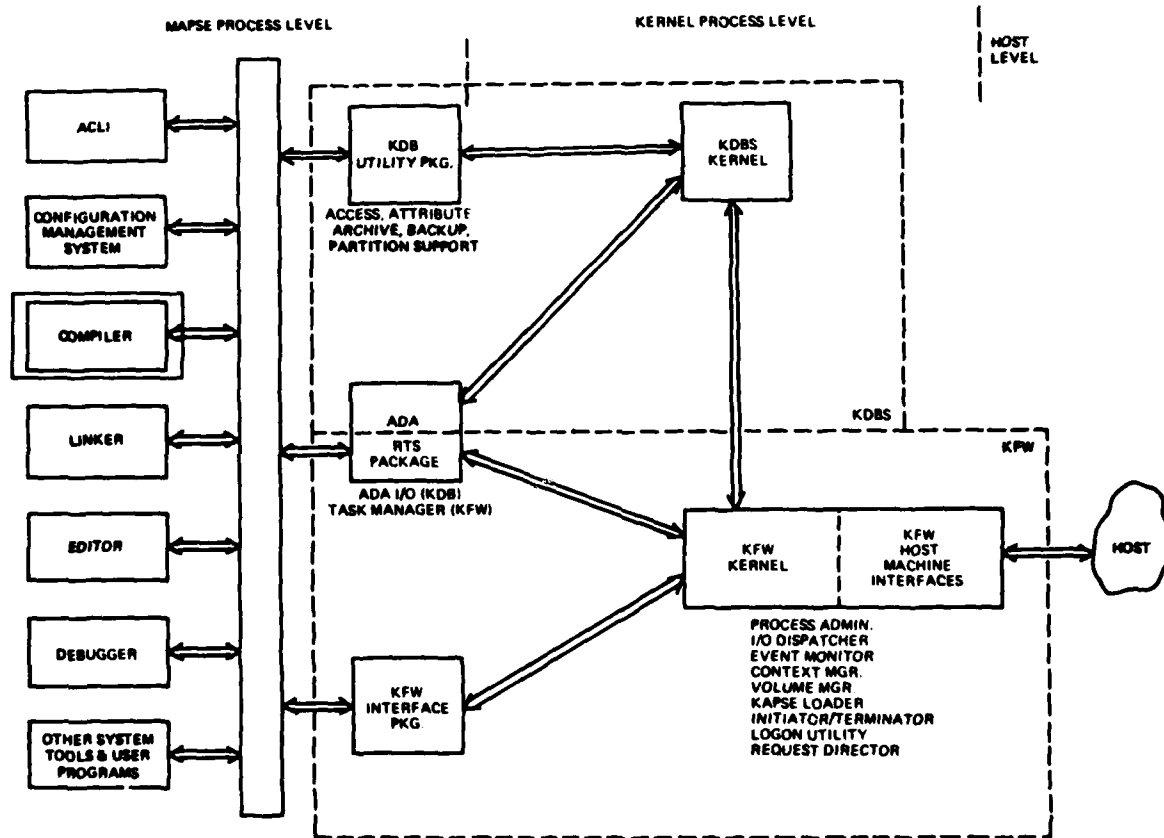 MAPSE PROCESS LEVEL
KERNEL PROCESS LEVEL
HOST
LEVEL
ACLI
CONFIGURATION
MANAGEMENT
SYSTEM
COMPILER
LINKER
EDITOR
DEBUGGER
OTHER SYSTEM
TOOLS & USER
PROGRAMS
KDB
UTILITY PKG.
ACCESS, ATTRIBUTE
ARCHIVE, BACKUP,
PARTITION SUPPORT
KDBS
KERNEL
ADA
RTS
PACKAGE
ADA I/O (KDB)
TASK MANAGER (KFW)
KDBS
KFW
KFW
KERNEL
KFW
HOST
MACHINE
INTERFACES
HOST
PROCESS ADMIN.
I/O DISPATCHER
EVENT MONITOR
CONTEXT MGR.
VOLUME MGR.
KAPSE LOADER
INITIATOR/TERMINATOR
LOGON UTILITY
REQUEST DIRECTOR
KFW
INTERFACE
PKG.